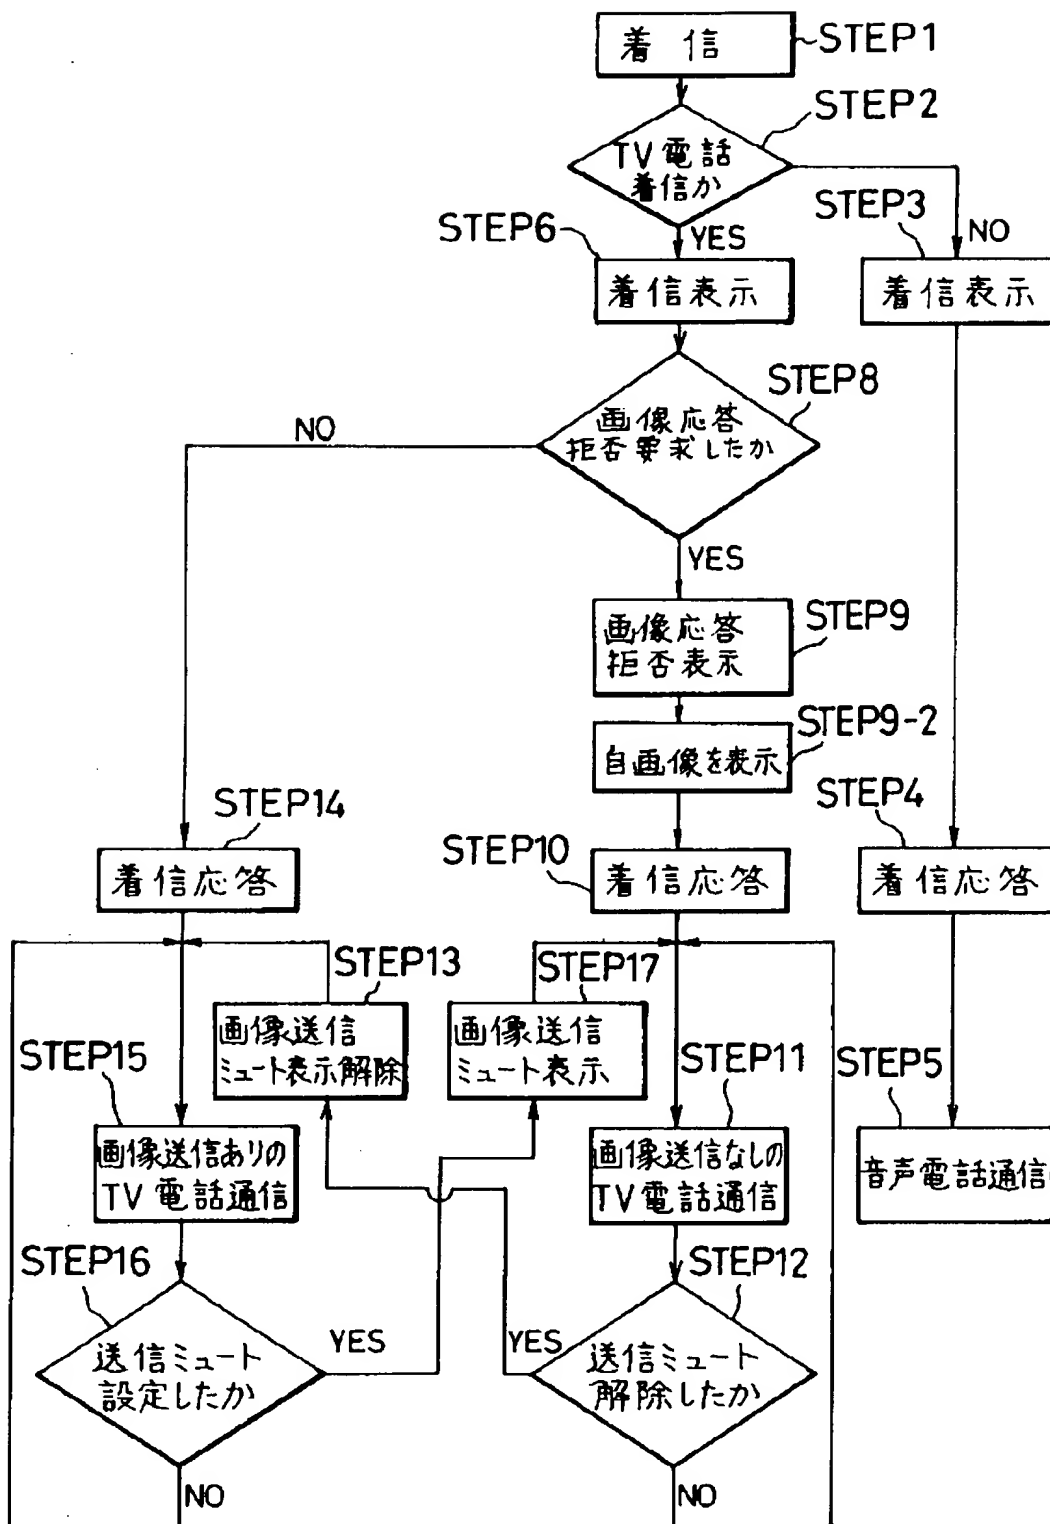 着信
STEP1
STEP2
TV電話
着信か
STEP3
NO
STEP6
YES
着信表示
着信表示
STEP8
画像応答
拒否要求したか
NO
YES
STEP9
画像応答
拒否表示
STEP9-2
自画像を表示
STEP14
STEP10
STEP4
着信応答
着信応答
着信応答
STEP13
STEP17
画像送信
ミュート表示解除
画像送信
ミュート表示
STEP15
STEP11
STEP5
画像送信ありの
TV電話通信
画像送信なしの
TV電話通信
音声電話通信
STEP16
STEP12
YES
YES
送信ミュート
設定したか
送信ミュート
解除したか
NO
NO